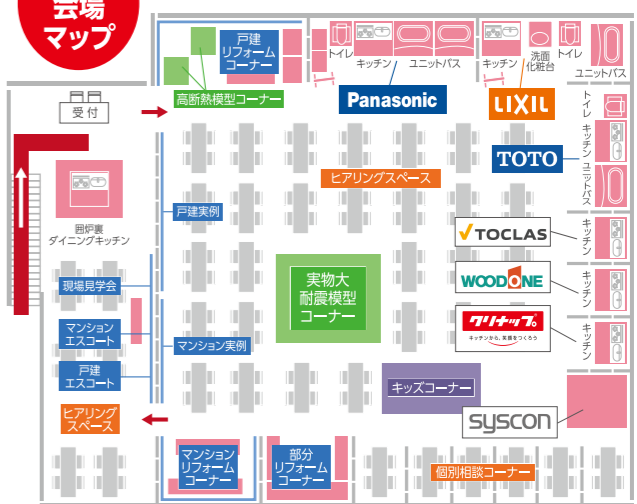 会場
マップ
受付
戸建
リフォーム
コーナー
高断熱模型コーナー
トイレ
キッチン
ユニットバス
キッチン
洗面
化粧台
トイレ
ユニットバス
Panasonic
LIXIL
トイレ
キッチン
ユニットバス
TOTO
ヒアリングスペース
囲炉裏
ダイニングキッチン
戸建実例
TOCLAS
キッチン
現場見学会
実物大
耐震模型
コーナー
WOODONE
キッチン
マンション
エスコート
マンション実例
クリナップ
キッチンから、笑顔をつくろう
キッチン
戸建
エスコート
キッズコーナー
ヒアリング
スペース
syscon
マンション
リフォーム
コーナー
部分
リフォーム
コーナー
個別相談コーナー